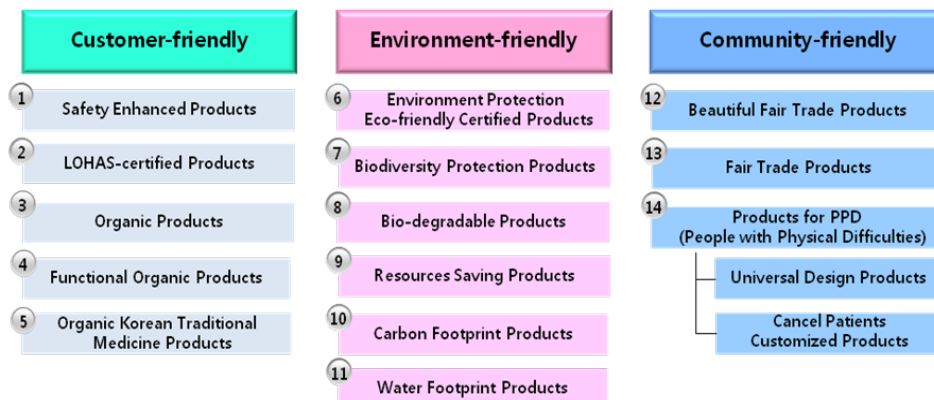 Customer-friendly
1
Safety Enhanced Products
2
LOHAS-certified Products
3
Organic Products
4
Functional Organic Products
5
Organic Korean Traditional
Medicine Products
Environment-friendly
6
Environment Protection
Eco-friendly Certified Products
7
Biodiversity Protection Products
8
Bio-degradable Products
9
Resources Saving Products
10
Carbon Footprint Products
11
Water Footprint Products
Community-friendly
12
Beautiful Fair Trade Products
13
Fair Trade Products
14
Products for PPD
(People with Physical Difficulties)
Universal Design Products
Cancel Patients
Customized Products